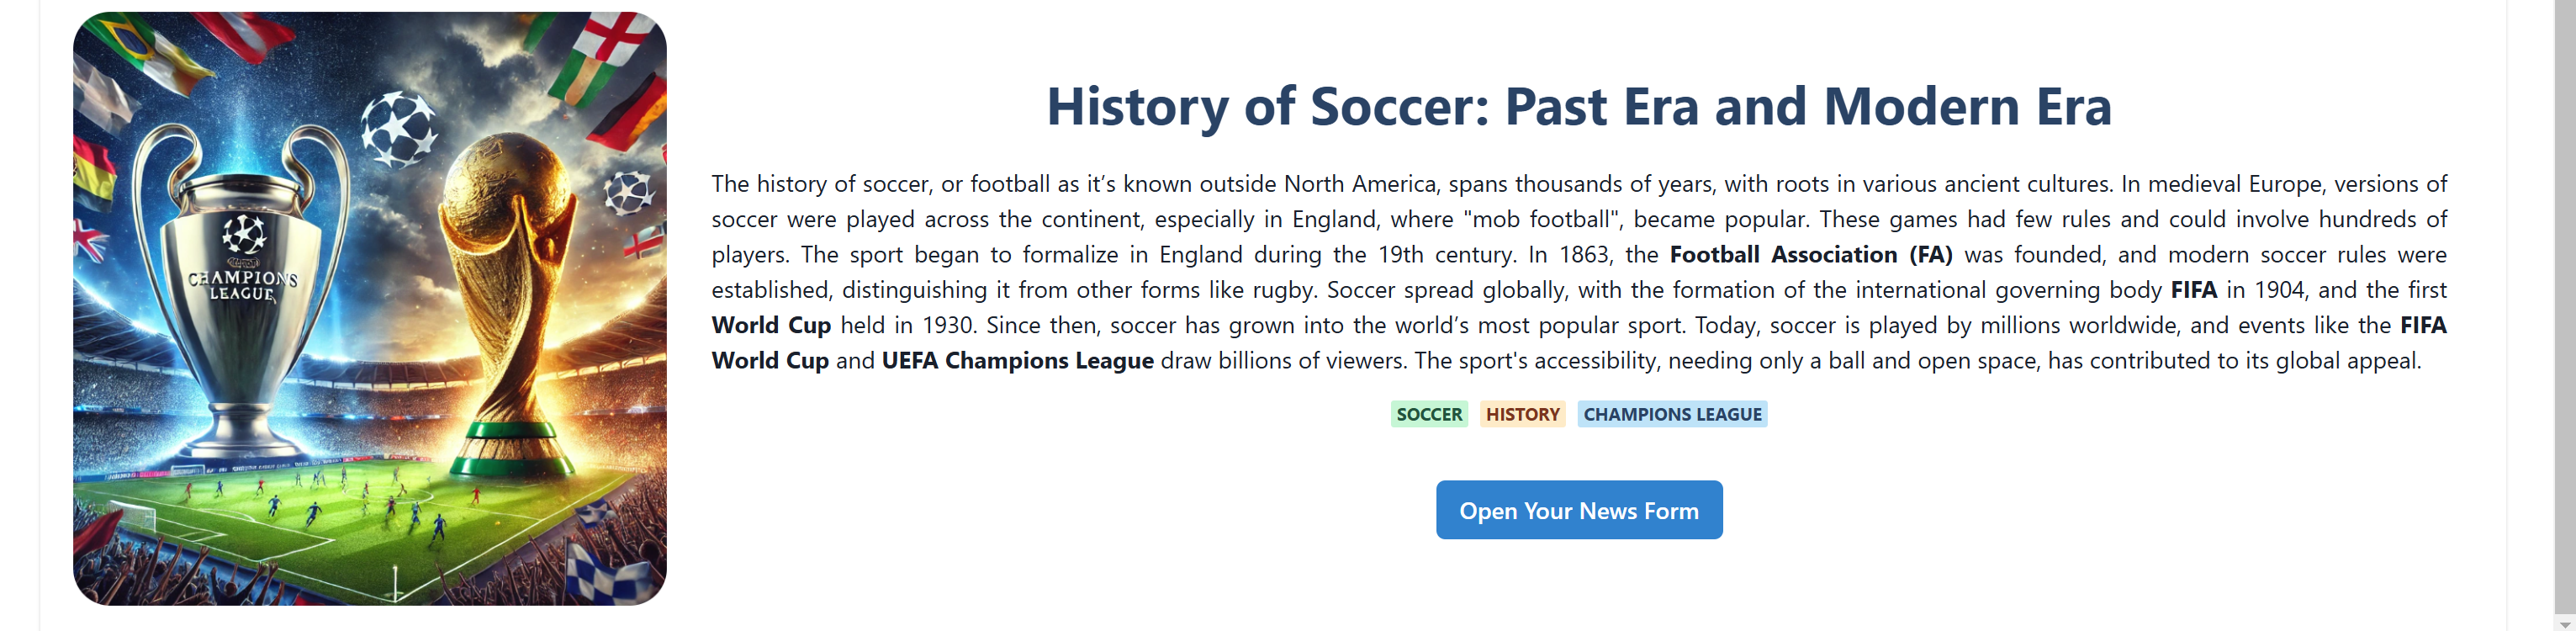 CHAMPIONS
LEAGUE
History of Soccer: Past Era and Modern Era
The history of soccer, or football as it’s known outside North America, spans thousands of years, with roots in various ancient cultures. In medieval Europe, versions of
soccer were played across the continent, especially in England, where "mob football", became popular. These games had few rules and could involve hundreds of
players. The sport began to formalize in England during the 19th century. In 1863, the Football Association (FA) was founded, and modern soccer rules were
established, distinguishing it from other forms like rugby. Soccer spread globally, with the formation of the international governing body FIFA in 1904, and the first
World Cup held in 1930. Since then, soccer has grown into the world’s most popular sport. Today, soccer is played by millions worldwide, and events like the FIFA
World Cup and UEFA Champions League draw billions of viewers. The sport's accessibility, needing only a ball and open space, has contributed to its global appeal.
SOCCER HISTORY CHAMPIONS LEAGUE
Open Your News Form